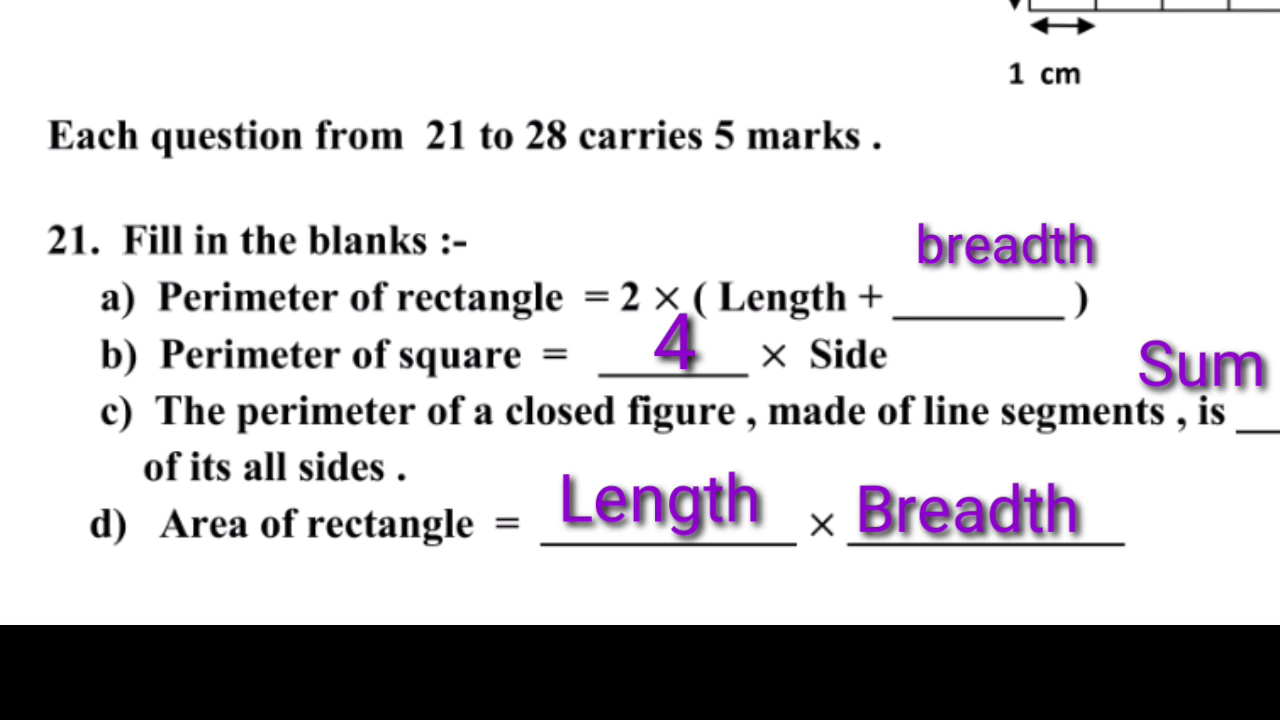 1 cm
Each question from 21 to 28 carries 5 marks .
21. Fill in the blanks :-
breadth
a) Perimeter of rectangle = 2 × ( Length + ________ )
b) Perimeter of square = 4 × Side
Sum
c) The perimeter of a closed figure , made of line segments , is __
of its all sides .
d) Area of rectangle = Length × Breadth